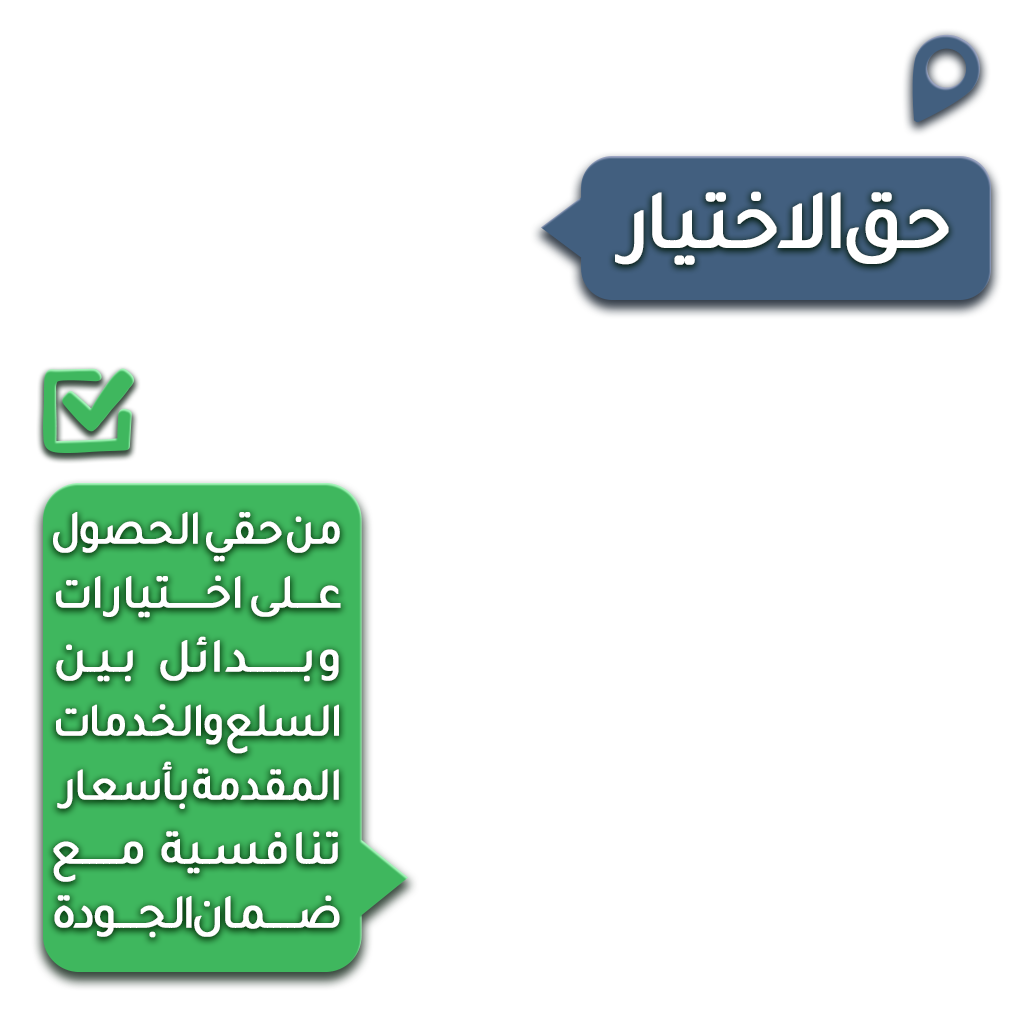 حق الاختيار
من حقي الحصول
على اختيارات
وبدائل بين
السلع والخدمات
المقدمة بأسعار
تنافسية مع
ضمان الجودة